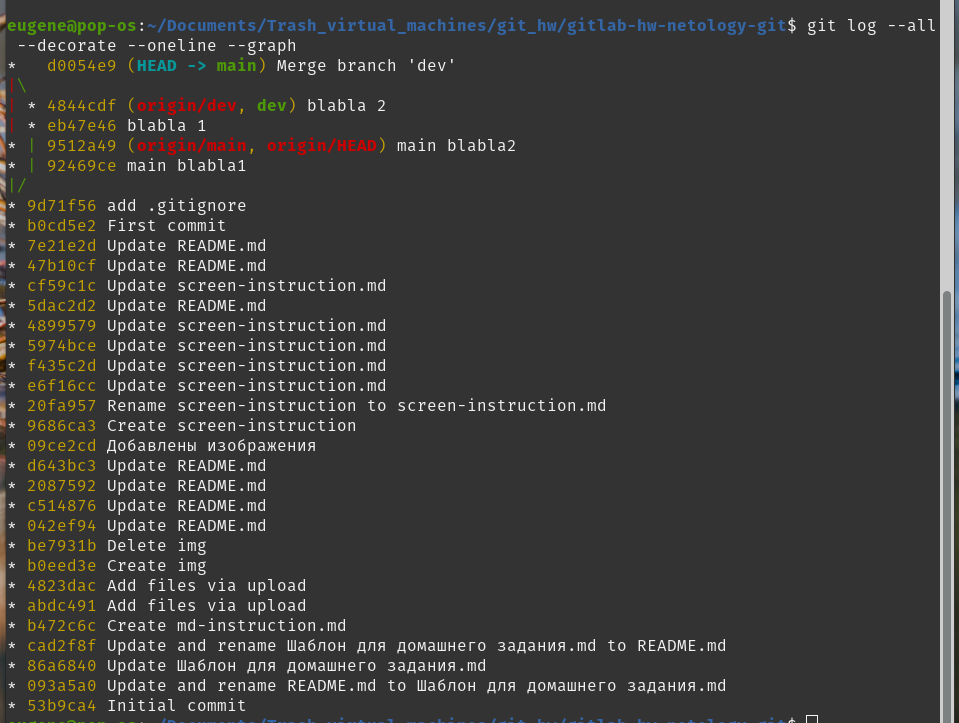 eugene@pop-os:~/Documents/Trash_virtual_machines/git_hw/gitlab-hw-netology-git$ git log --all
 --decorate --oneline --graph
*   d0054e9 (HEAD -> main) Merge branch 'dev'
|\
| * 4844cdf (origin/dev, dev) blabla 2
| * eb47e46 blabla 1
* | 9512a49 (origin/main, origin/HEAD) main blabla2
* | 92469ce main blabla1
|/
* 9d71f56 add .gitignore
* b0cd5e2 First commit
* 7e21e2d Update README.md
* 47b10cf Update README.md
* cf59c1c Update screen-instruction.md
* 5dac2d2 Update README.md
* 4899579 Update screen-instruction.md
* 5974bce Update screen-instruction.md
* f435c2d Update screen-instruction.md
* e6f16cc Update screen-instruction.md
* 20fa957 Rename screen-instruction to screen-instruction.md
* 9686ca3 Create screen-instruction
* 09ce2cd Добавлены изображения
* d643bc3 Update README.md
* 2087592 Update README.md
* c514876 Update README.md
* 042ef94 Update README.md
* be7931b Delete img
* b0eed3e Create img
* 4823dac Add files via upload
* abdc491 Add files via upload
* b472c6c Create md-instruction.md
* cad2f8f Update and rename Шаблон для домашнего задания.md to README.md
* 86a6840 Update Шаблон для домашнего задания.md
* 093a5a0 Update and rename README.md to Шаблон для домашнего задания.md
* 53b9ca4 Initial commit
eugene@pop-os:~/Documents/Trash_virtual_machines/git_hw/gitlab-hw-netology-git$